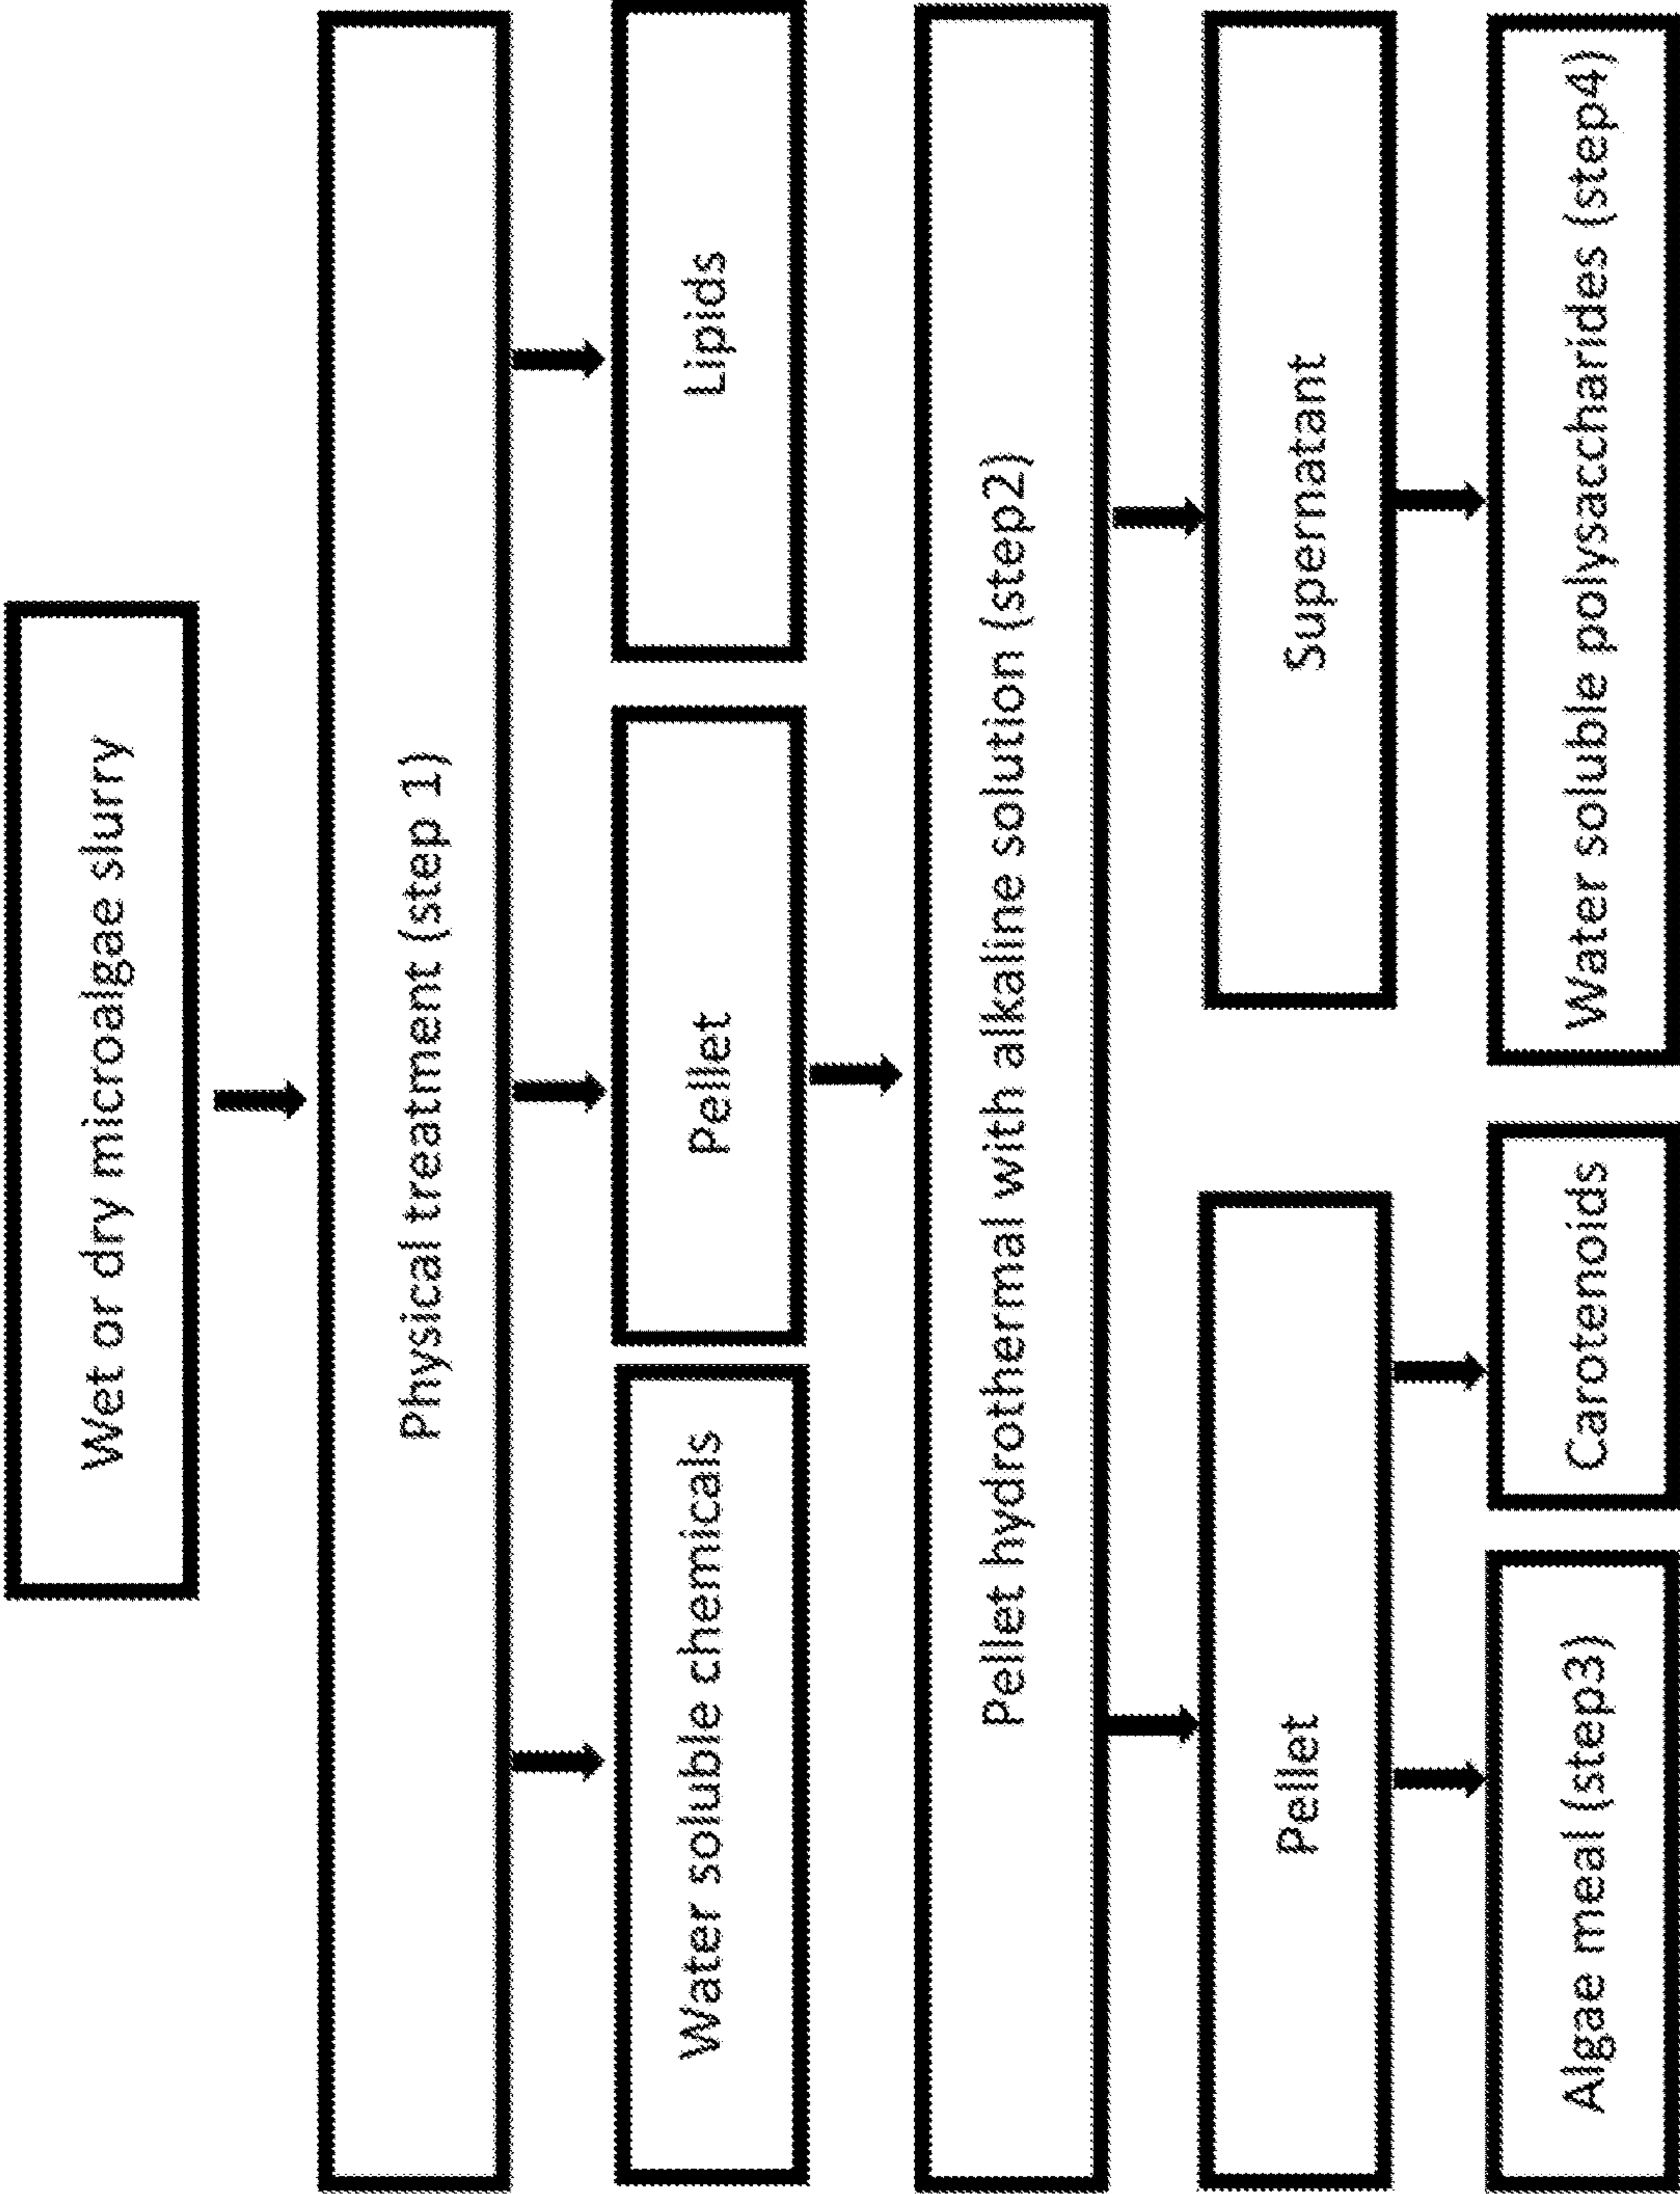 Wet or dry microalgae slurry
Physical treatment (step 1)
Water soluble chemicals
Pellet
Lipids
Pellet hydrothermal with alkaline solution (step2)
Pellet
Supernatant
Algae meal (step3)
Carotenoids
Water soluble polysaccharides (step4)